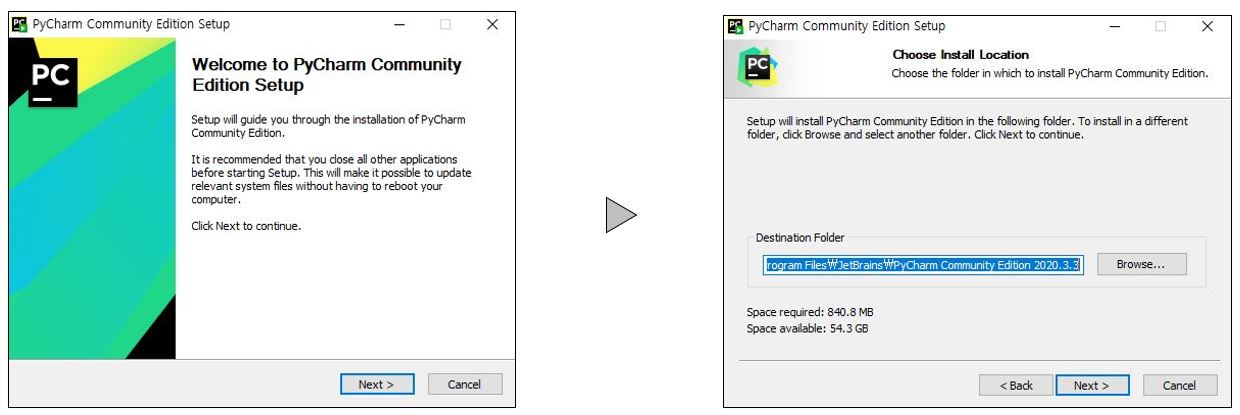 PyCharm Community Edition Setup
PC
Welcome to PyCharm Community
Edition Setup
Setup will guide you through the installation of PyCharm
Community Edition.
It is recommended that you close all other applications
before starting Setup. This will make it possible to update
relevant system files without having to reboot your
computer.
Click Next to continue.
Next >
Cancel
PyCharm Community Edition Setup
PC
Choose Install Location
Choose the folder in which to install PyCharm Community Edition.
Setup will install PyCharm Community Edition in the following folder. To install in a different
folder, click Browse and select another folder. Click Next to continue.
Destination Folder
rogram Files₩JetBrains₩PyCharm Community Edition 2020.3.3
Browse...
Space required: 840.8 MB
Space available: 54.3 GB
< Back
Next >
Cancel